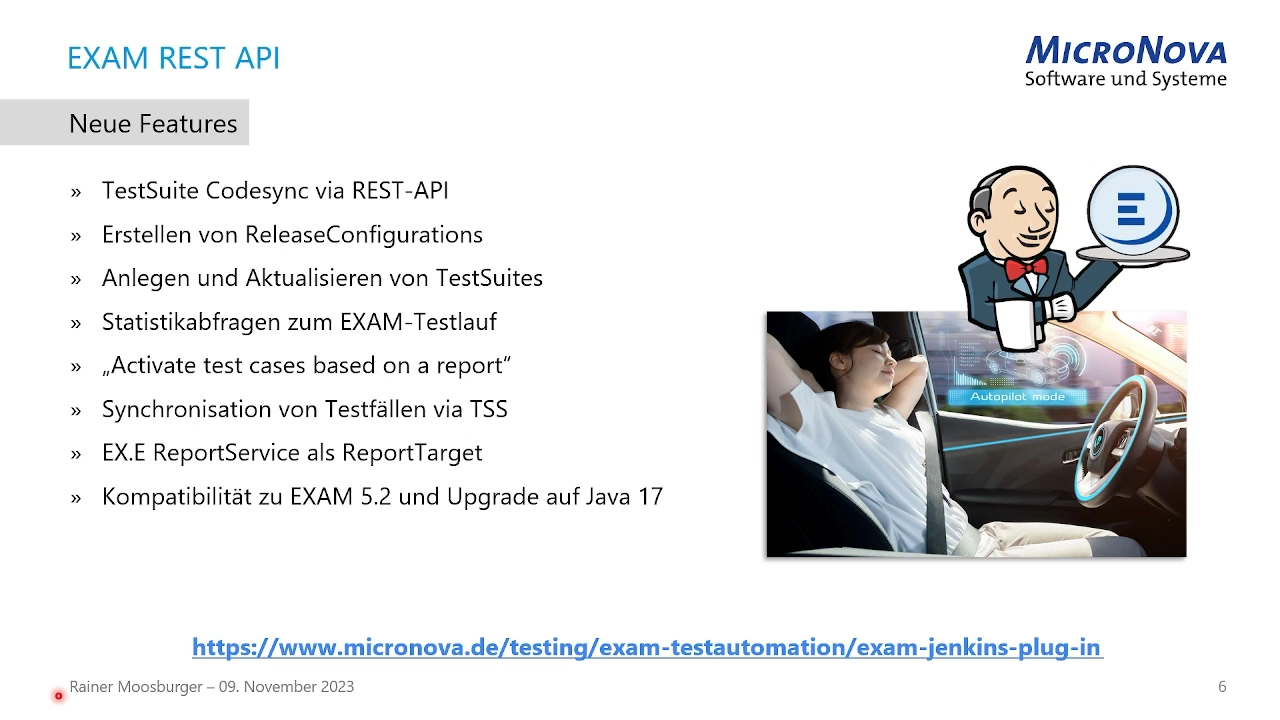 EXAM REST API
MICRONOVA
Software und Systeme
Neue Features
» TestSuite Codesync via REST-API
» Erstellen von ReleaseConfigurations
» Anlegen und Aktualisieren von TestSuites
» Statistikabfragen zum EXAM-Testlauf
» „Activate test cases based on a report“
» Synchronisation von Testfällen via TSS
» EX.E ReportService als ReportTarget
» Kompatibilität zu EXAM 5.2 und Upgrade auf Java 17
E
Autopilot mode
https://www.micronova.de/testing/exam-testautomation/exam-jenkins-plug-in
Rainer Moosburger – 09. November 2023
6